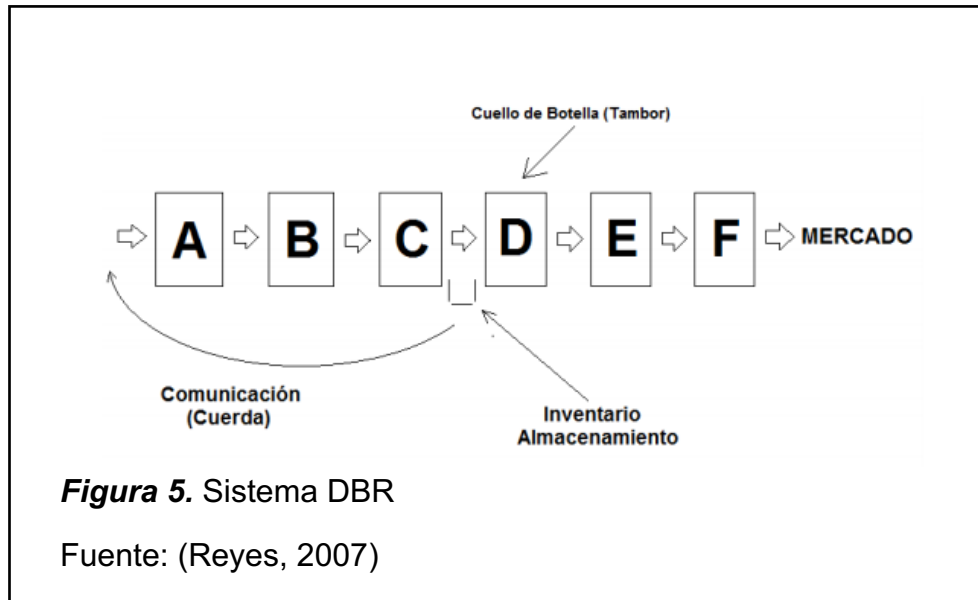 Cuello de Botella (Tambor)
A B C D E F MERCADO
Comunicación
(Cuerda)
Inventario
Almacenamiento
Figura 5. Sistema DBR
Fuente: (Reyes, 2007)